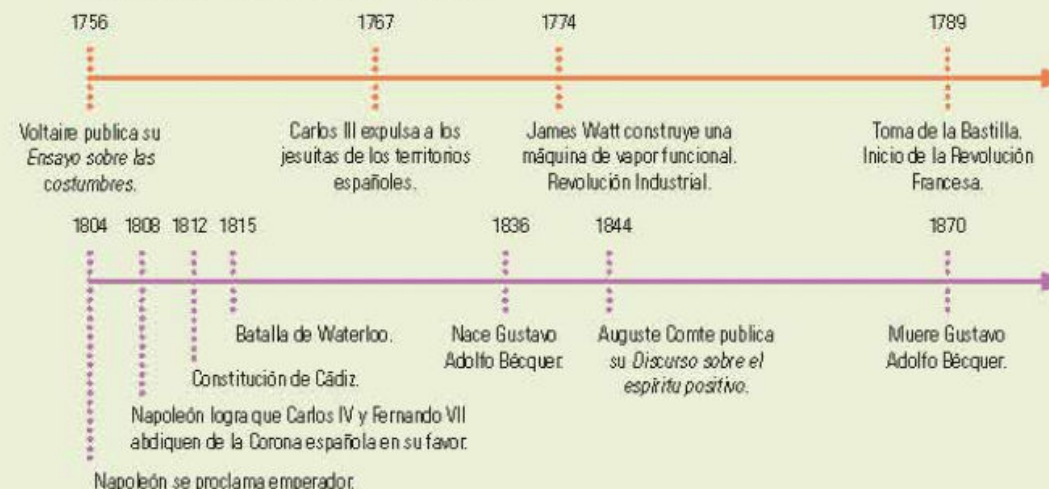 1756
1767
1774
1789
Voltaire publica su
Ensayo sobre las
costumbres.
Carlos III expulsa a los
jesuitas de los territorios
españoles.
James Watt construye una
máquina de vapor funcional.
Revolución Industrial.
Toma de la Bastilla.
Inicio de la Revolución
Francesa.
1804
1808
1812
1815
1836
1844
1870
Batalla de Waterloo.
Nace Gustavo
Adolfo Bécquer.
Auguste Comte publica
su Discurso sobre el
espíritu positivo.
Muere Gustavo
Adolfo Bécquer.
Constitución de Cádiz.
Napoleón logra que Carlos IV y Fernando VII
abdiquen de la Corona española en su favor.
Napoleón se proclama emperador.